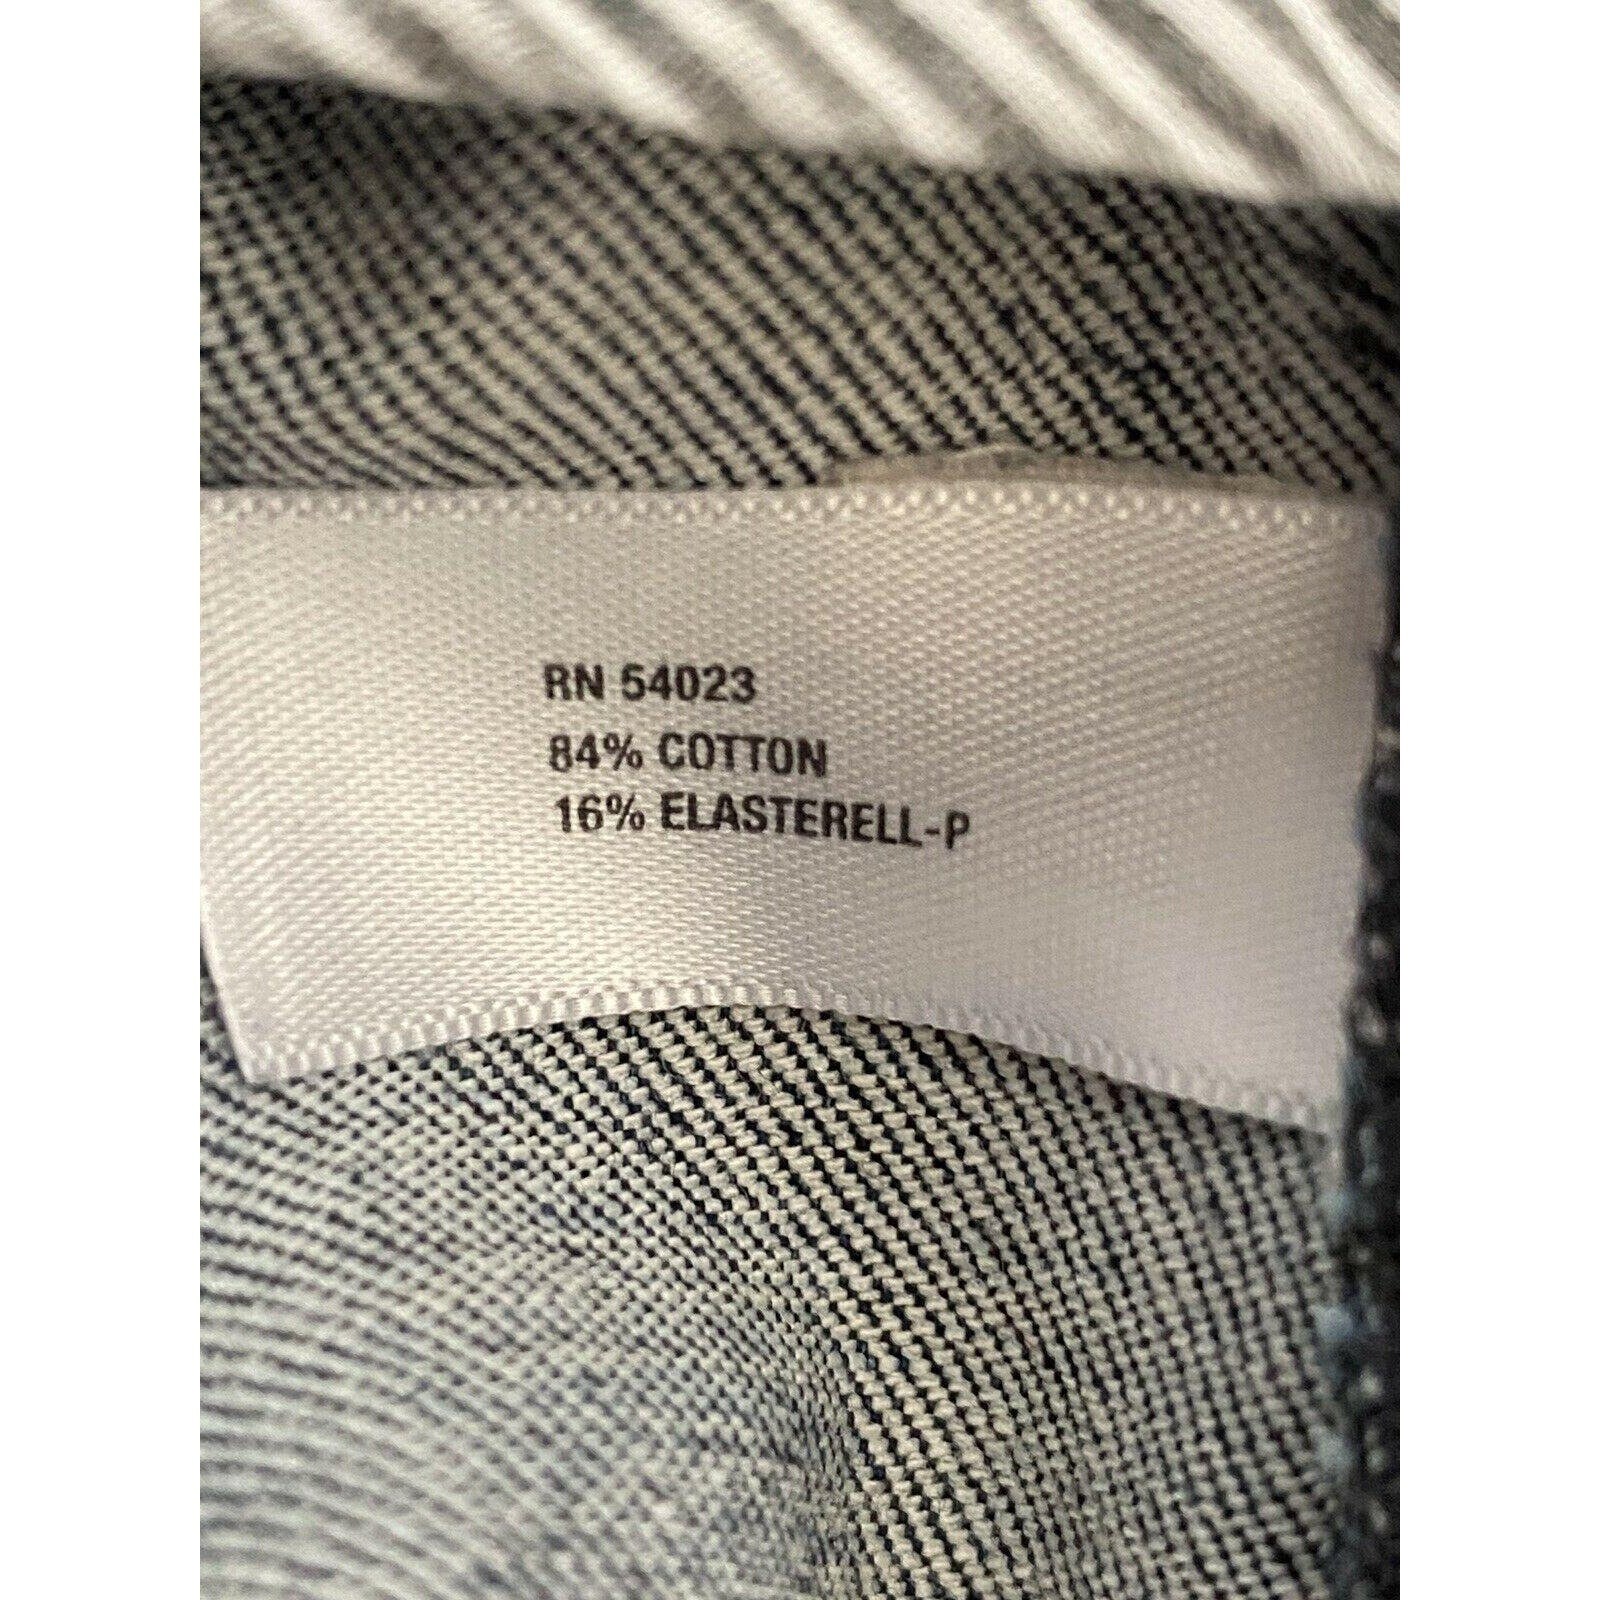 RN 54023
84% COTTON
16% ELASTERELL-P